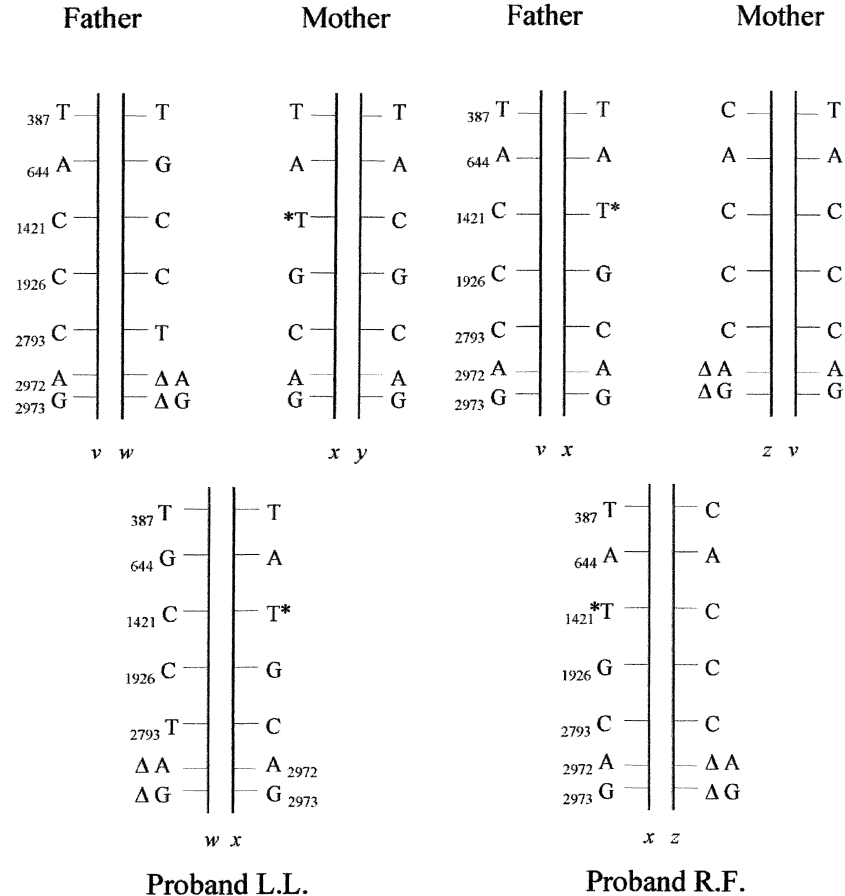 Father Mother Father Mother
387 T T T T 387 T T C T
644 A G A A 644 A A A A
1421 C C *T C 1421 C T* C C
1926 C C G G 1926 C G C C
2793 C T C C 2793 C C C C
2972 A Δ A A A 2972 A A Δ A A
2973 G Δ G G G 2973 G G Δ G G
v w x y v x z v
387 T T 387 T C
644 G A 644 A A
1421 C T* 1421 *T C
1926 C G 1926 G C
2793 T C 2793 C C
Δ A A 2972 2972 A Δ A
Δ G G 2973 2973 G Δ G
w x x z
Proband L.L. Proband R.F.